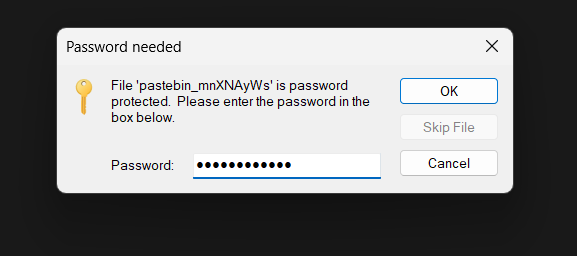 Password needed
File 'pastebin_mnXNAyWs' is password
protected.  Please enter the password in the
box below.
OK
Skip File
Cancel
Password: ●●●●●●●●●●●●